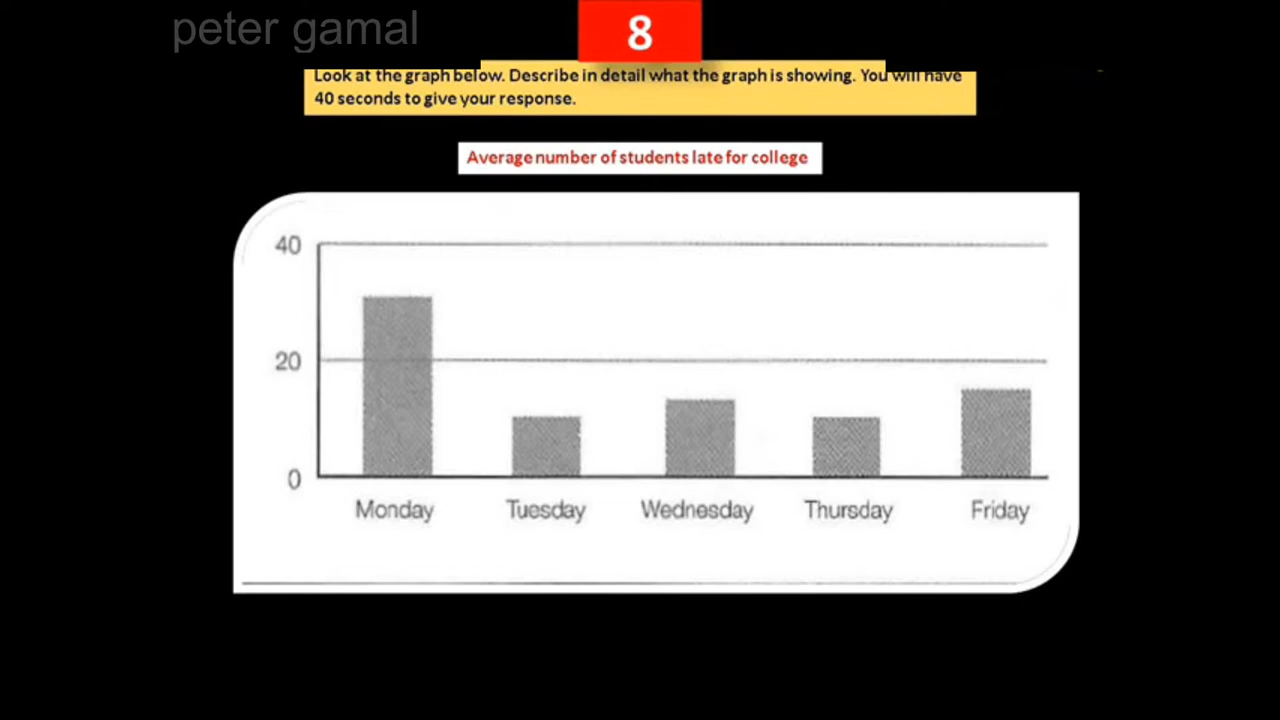 peter gamal
8
Look at the graph below. Describe in detail what the graph is showing. You will have
40 seconds to give your response.
Average number of students late for college
40
20
0
Monday Tuesday Wednesday Thursday Friday